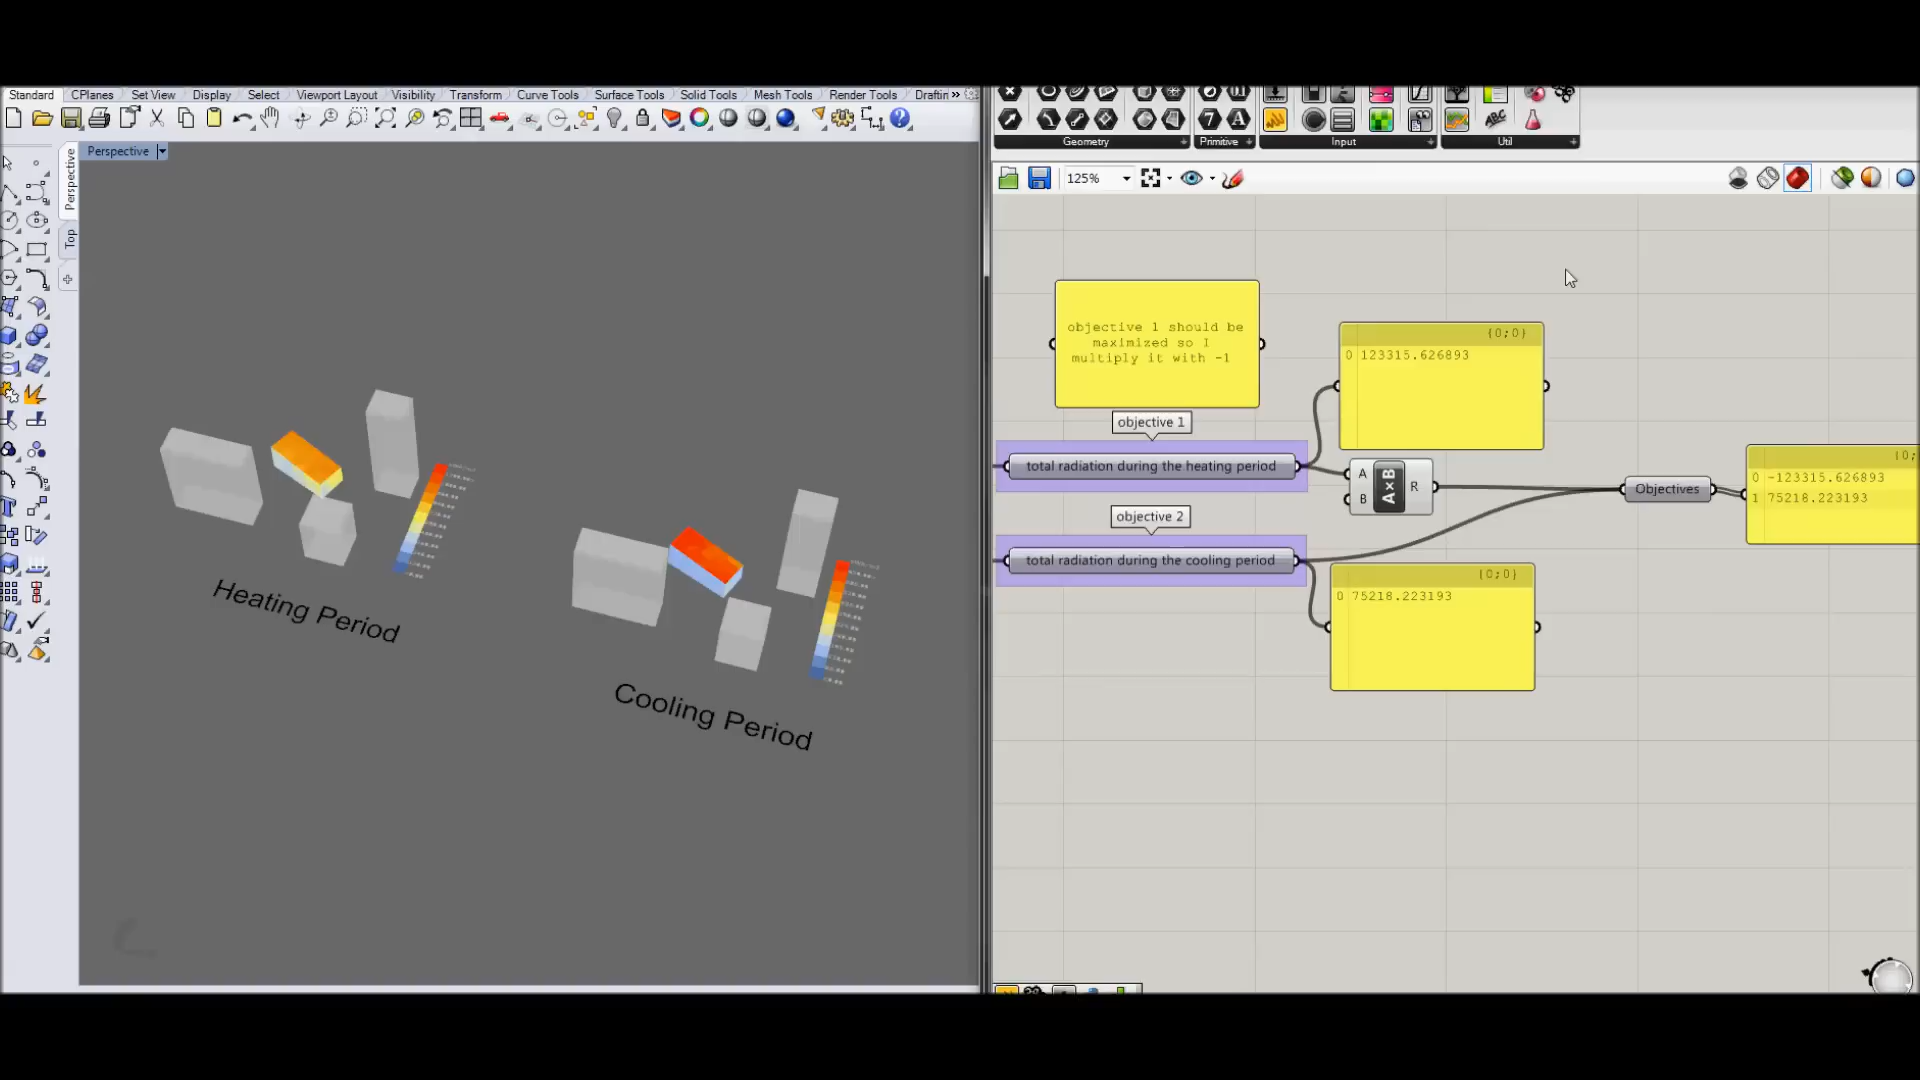 Standard CPlanes Set View Display Select Viewport Layout Visibility Transform Curve Tools Surface Tools Solid Tools Mesh Tools Render Tools Draftin »
Perspective
Perspective
Top
Heating Period
Cooling Period
Geometry Primitive Input Util
125%
objective 1 should be
maximized so I
multiply it with -1
{0;0}
0 123315.626893
objective 1
total radiation during the heating period
A
B
A×B
R
Objectives
{0;
0 -123315.626893
1 75218.223193
objective 2
total radiation during the cooling period
{0;0}
0 75218.223193